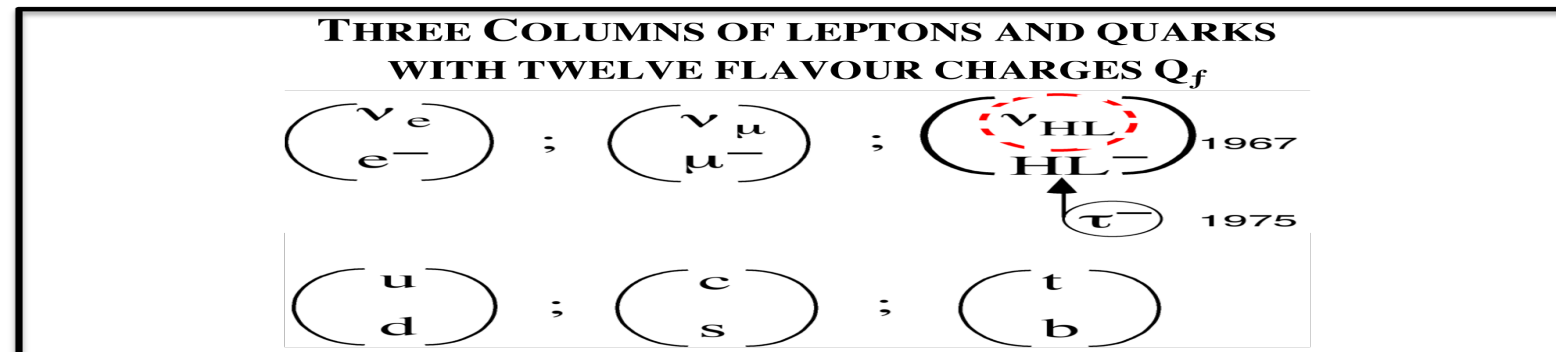 THREE COLUMNS OF LEPTONS AND QUARKS
WITH TWELVE FLAVOUR CHARGES Qf
νe ; νμ ; νHL
e− μ− HL− 1967
τ− 1975
u ; c ; t
d s b